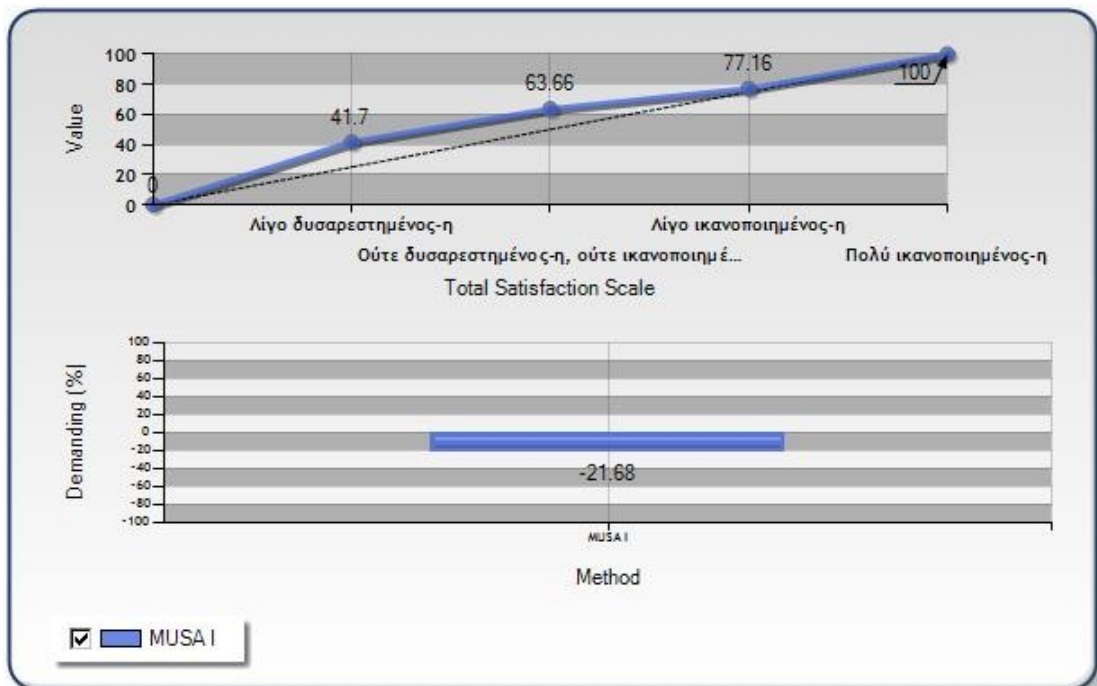 100
80
60
40
20
0
Value
0
41.7
63.66
77.16
100
Λίγο δυσαρεστημένος-η
Λίγο ικανοποιημένος-η
Ούτε δυσαρεστημένος-η, ούτε ικανοποιημέ...
Πολύ ικανοποιημένος-η
Total Satisfaction Scale
100
80
60
40
20
0
-20
-40
-60
-80
-100
Demanding (%)
-21.68
MUSA I
Method
MUSA I